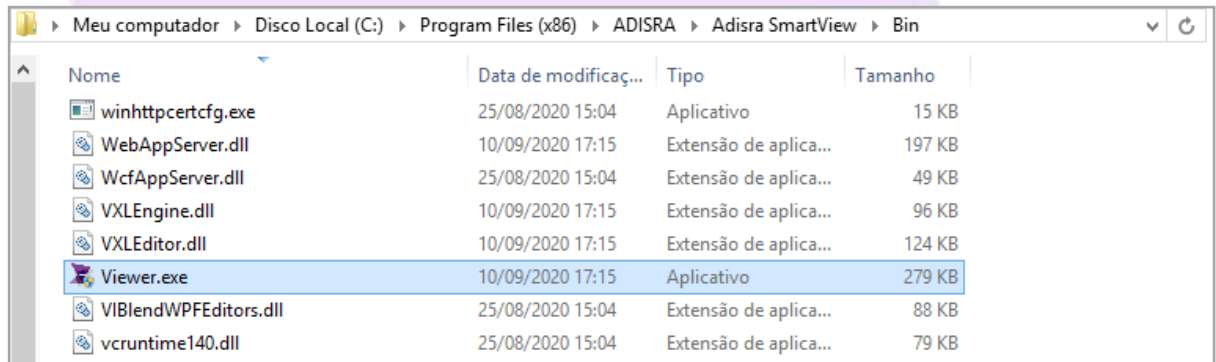 Meu computador Disco Local (C:) Program Files (x86) ADISRA Adisra SmartView Bin
Nome Data de modificaç... Tipo Tamanho
winhttpcertcfg.exe 25/08/2020 15:04 Aplicativo 15 KB
WebAppServer.dll 10/09/2020 17:15 Extensão de aplica... 197 KB
WcfAppServer.dll 25/08/2020 15:04 Extensão de aplica... 49 KB
VXLEngine.dll 10/09/2020 17:15 Extensão de aplica... 96 KB
VXLEditor.dll 10/09/2020 17:15 Extensão de aplica... 124 KB
Viewer.exe 10/09/2020 17:15 Aplicativo 279 KB
VIBlendWPFEditors.dll 25/08/2020 15:04 Extensão de aplica... 88 KB
vcruntime140.dll 25/08/2020 15:04 Extensão de aplica... 79 KB